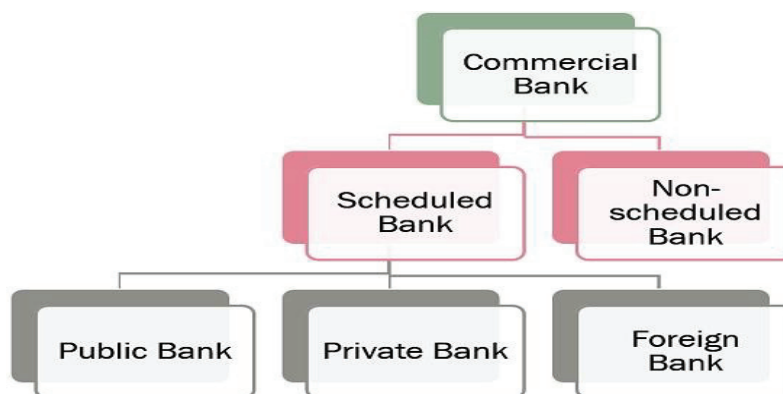 Commercial
Bank
Scheduled
Bank
Non-
scheduled
Bank
Public Bank
Private Bank
Foreign
Bank